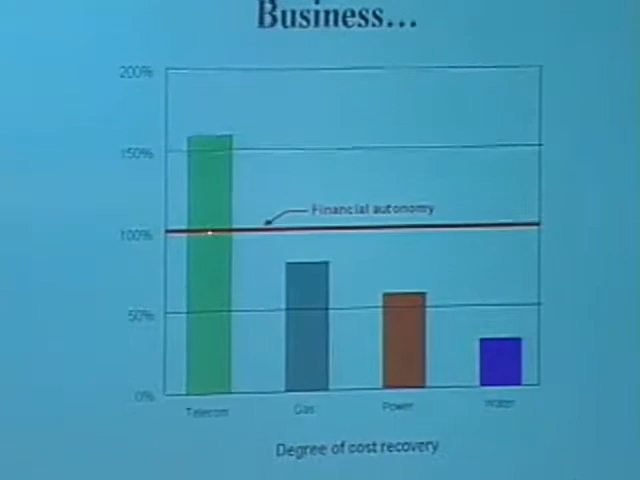 Business...
200%
150%
Financial autonomy
100%
50%
0%
Telecom Gas Power Water
Degree of cost recovery